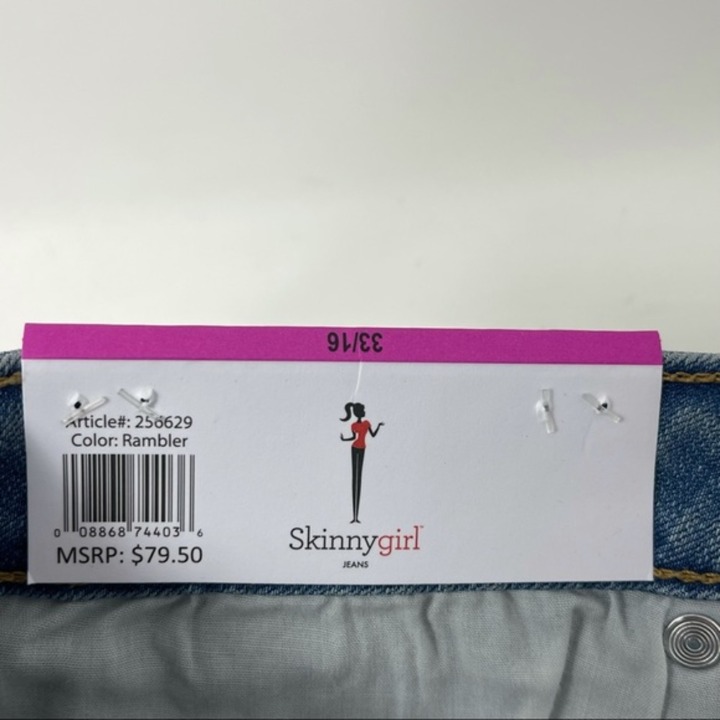 33/16
Article#: 256629
Color: Rambler
0 08868 74403 6
MSRP: $79.50
Skinnygirl
JEANS